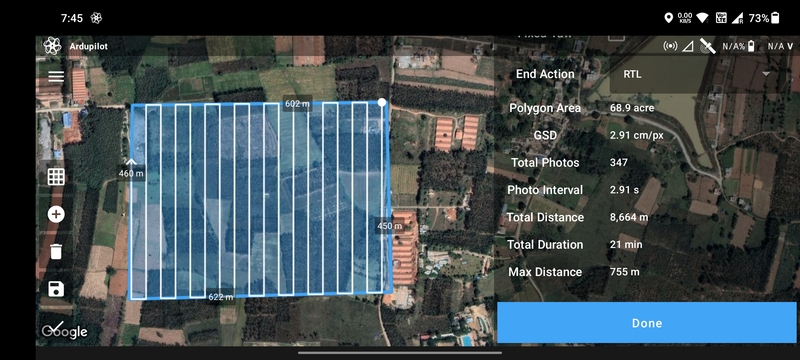 7:45
0.00
KB/S
73%
Ardupilot
N/A%
N/A V
End Action
RTL
602 m
Polygon Area
68.9 acre
GSD
2.91 cm/px
Total Photos
347
460 m
Photo Interval
2.91 s
Total Distance
8,664 m
450 m
Total Duration
21 min
Max Distance
755 m
622 m
Google
Done